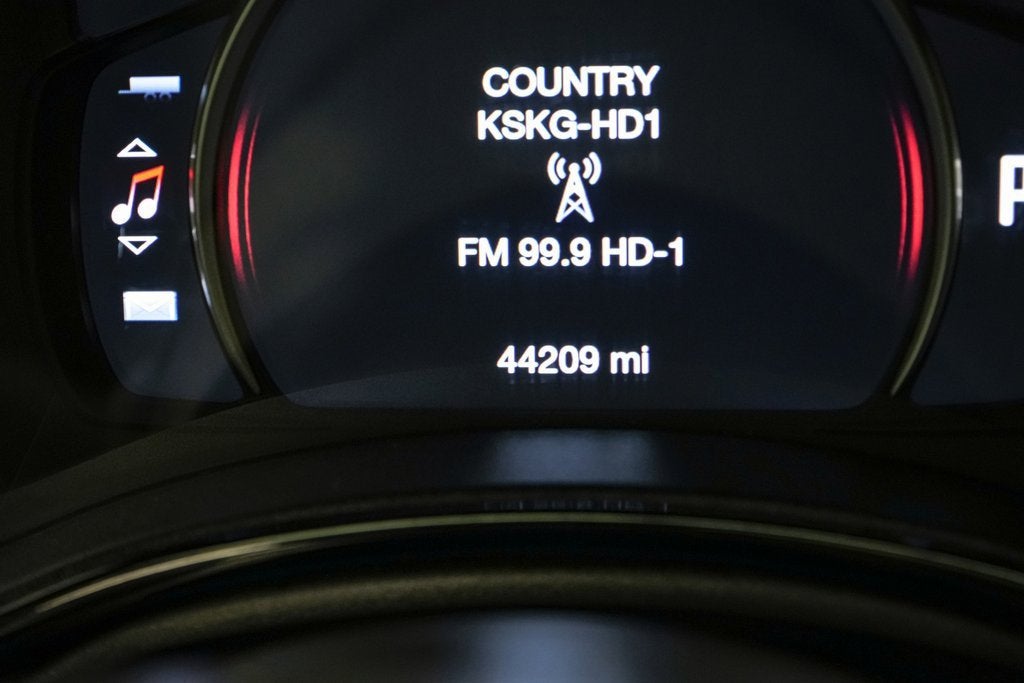 COUNTRY
KSKG-HD1
FM 99.9 HD-1
44209 mi